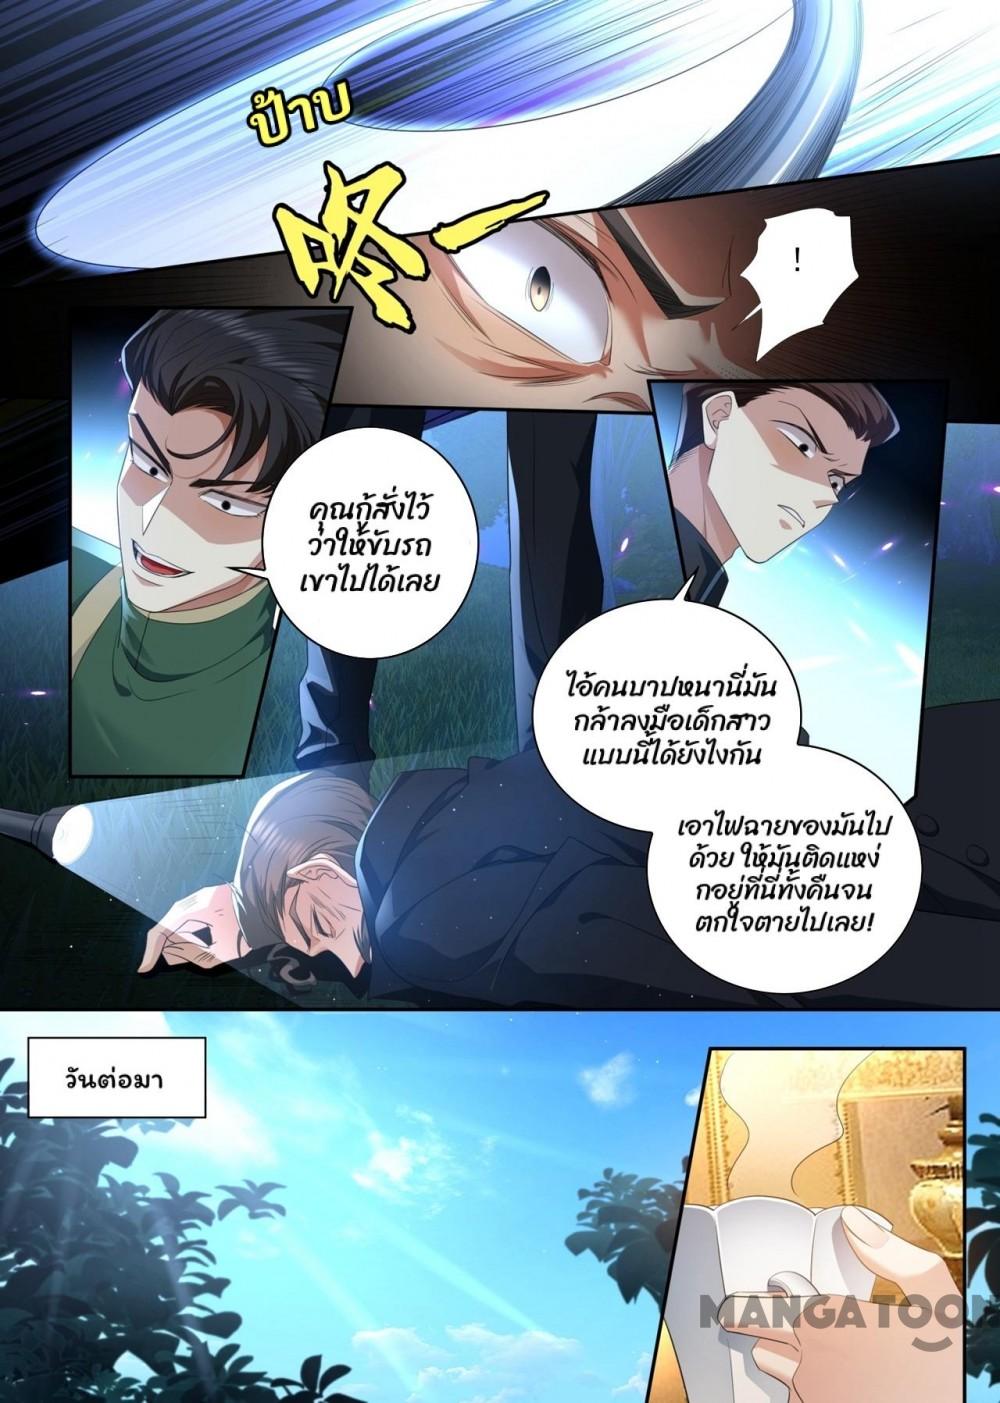 ป้าบ
咚一
!
คุณกู้สั่งไว้
ว่าให้ขับรถ
เขาไปได้เลย
ไอ้คนบาปหนานี่มัน
กล้าลงมือเด็กสาว
แบบนี้ได้ยังไงกัน
เอาไฟฉายของมันไป
ด้วย ให้มันติดแหง่
กอยู่ที่นี่ทั้งคืนจน
ตกใจตายไปเลย!
วันต่อมา
MANGATOON